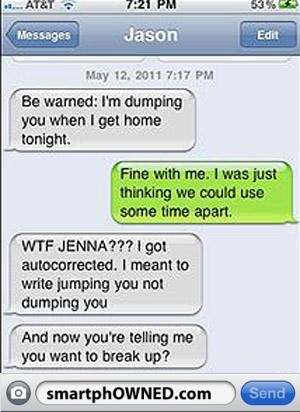 AT&T 7:21 PM 53%
Messages Jason Edit
May 12, 2011 7:17 PM
Be warned: I'm dumping
you when I get home
tonight.
Fine with me. I was just
thinking we could use
some time apart.
WTF JENNA??? I got
autocorrected. I meant to
write jumping you not
dumping you
And now you're telling me
you want to break up?
smartphOWNED.com Send